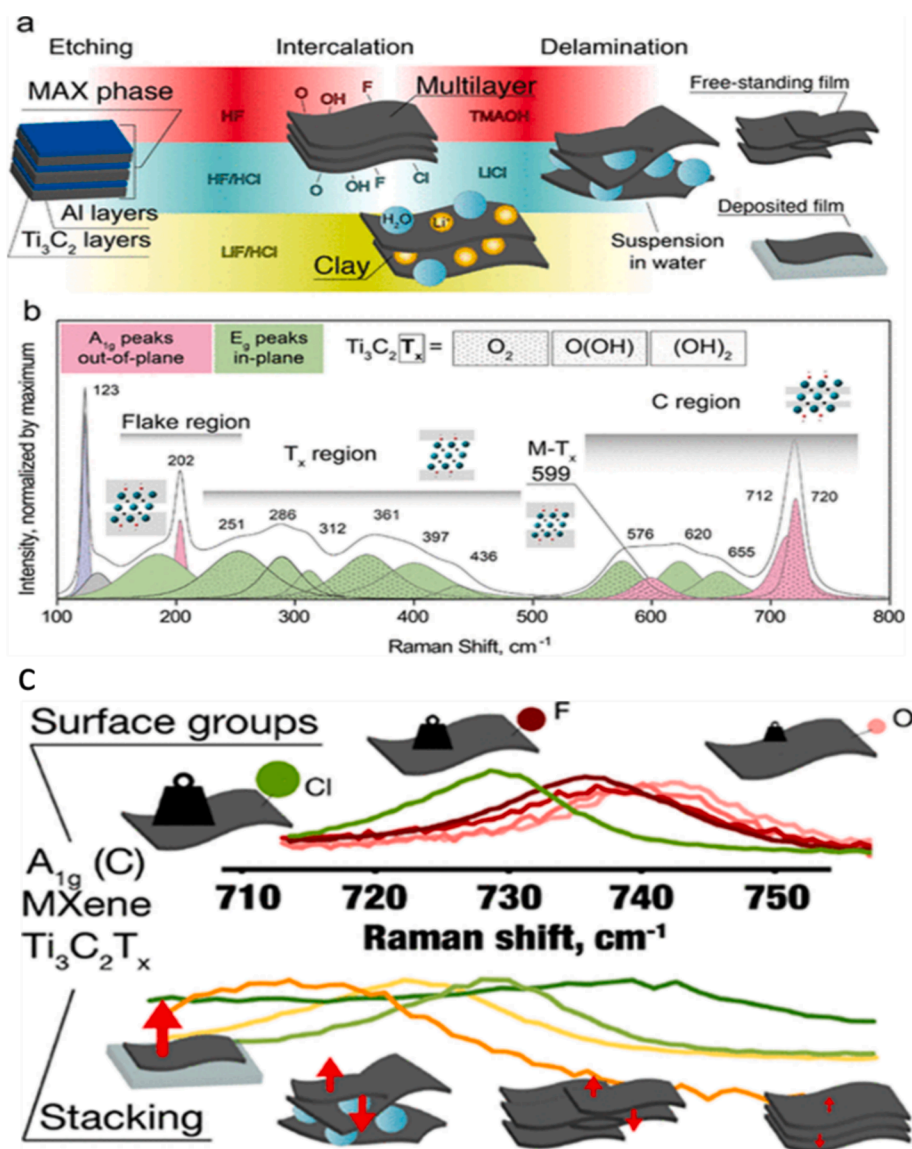 a
Etching Intercalation Delamination
MAX phase
HF
O OH F
Multilayer
TMAOH
Free-standing film
HF/HCl
O OH F Cl
LiCl
Al layers
Ti₃C₂ layers
LiF/HCl
H₂O Li⁺
Clay
Suspension
in water
Deposited film
b
A₁g peaks
out-of-plane
E_g peaks
in-plane
Ti₃C₂ Tₓ = O₂ O(OH) (OH)₂
123
Flake region
202
Tₓ region
C region
M-Tₓ
599
251 286 312 361 397 436
576 620 655 712 720
Intensity, normalized by maximum
100 200 300 400 500 600 700 800
Raman Shift, cm⁻¹
c
Surface groups
Cl
F
O
A₁g (C)
MXene
Ti₃C₂Tₓ
710 720 730 740 750
Raman shift, cm⁻¹
Stacking